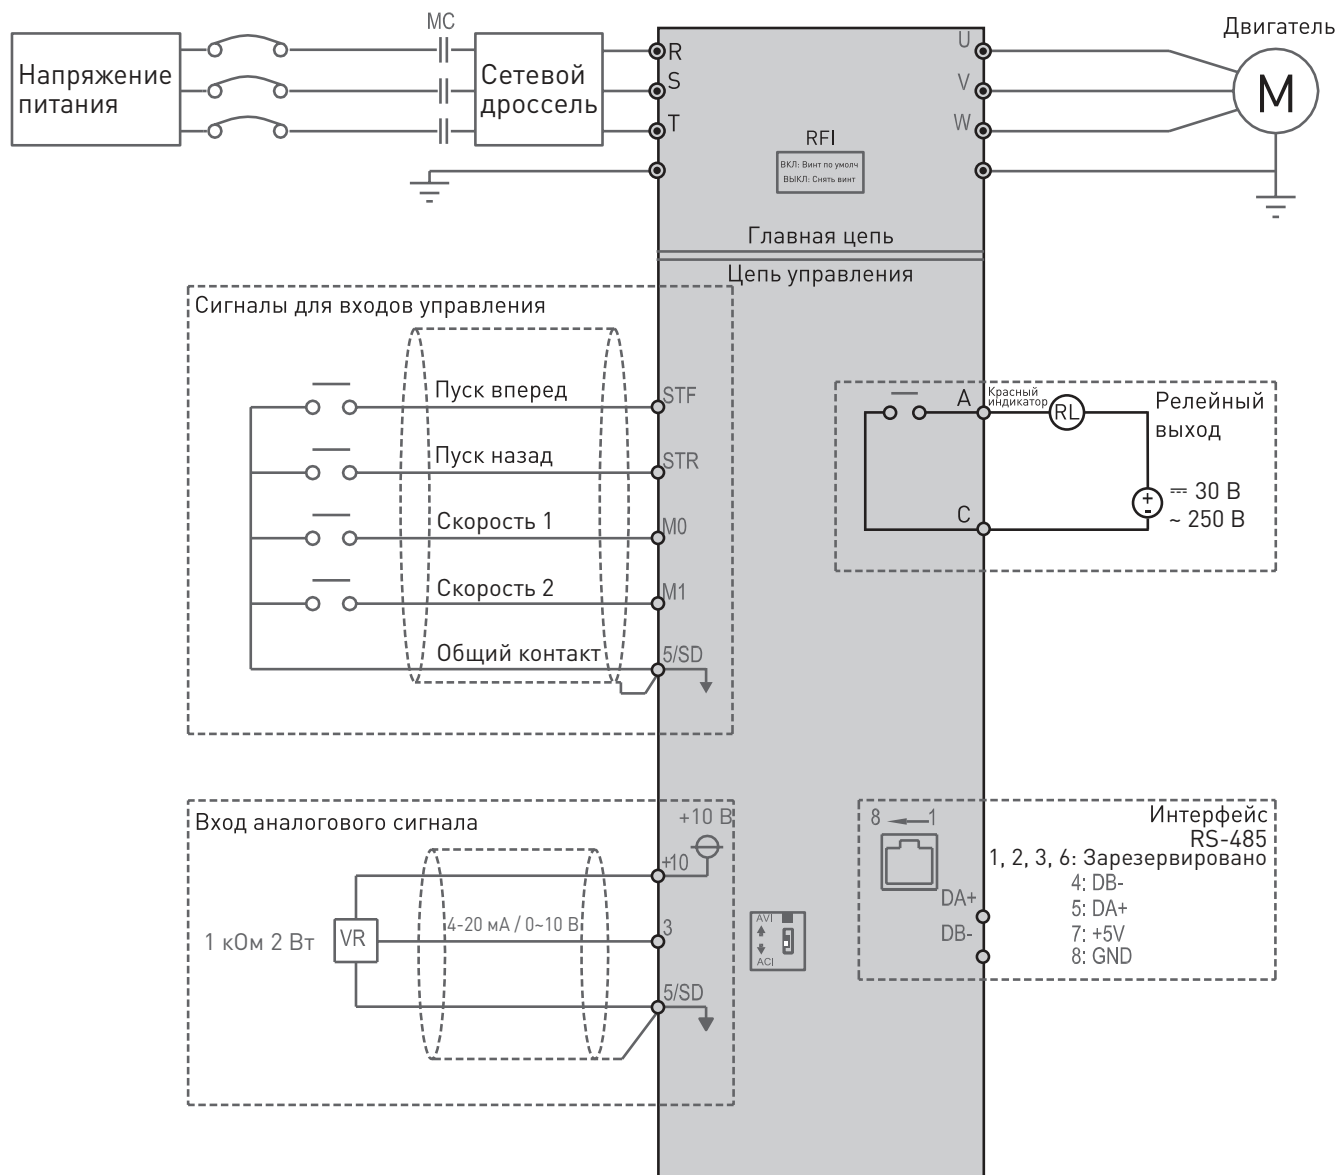 MC
Двигатель
Напряжение
питания
Сетевой
дроссель
R
S
T
U
V
W
M
RFI
ВКЛ: Винт по умолч
ВЫКЛ: Снять винт
Главная цепь
Цепь управления
Сигналы для входов управления
Пуск вперед
STF
Пуск назад
STR
Скорость 1
M0
Скорость 2
M1
Общий контакт
5/SD
A
Красный
индикатор
RL
Релейный
выход
C
+
-
⎓ 30 В
~ 250 В
Вход аналогового сигнала
+10 В
+10
4-20 мА / 0~10 В
3
1 кОм 2 Вт
VR
5/SD
AVI
ACI
8
1
Интерфейс
RS-485
1, 2, 3, 6: Зарезервировано
4: DB-
5: DA+
7: +5V
8: GND
DA+
DB-